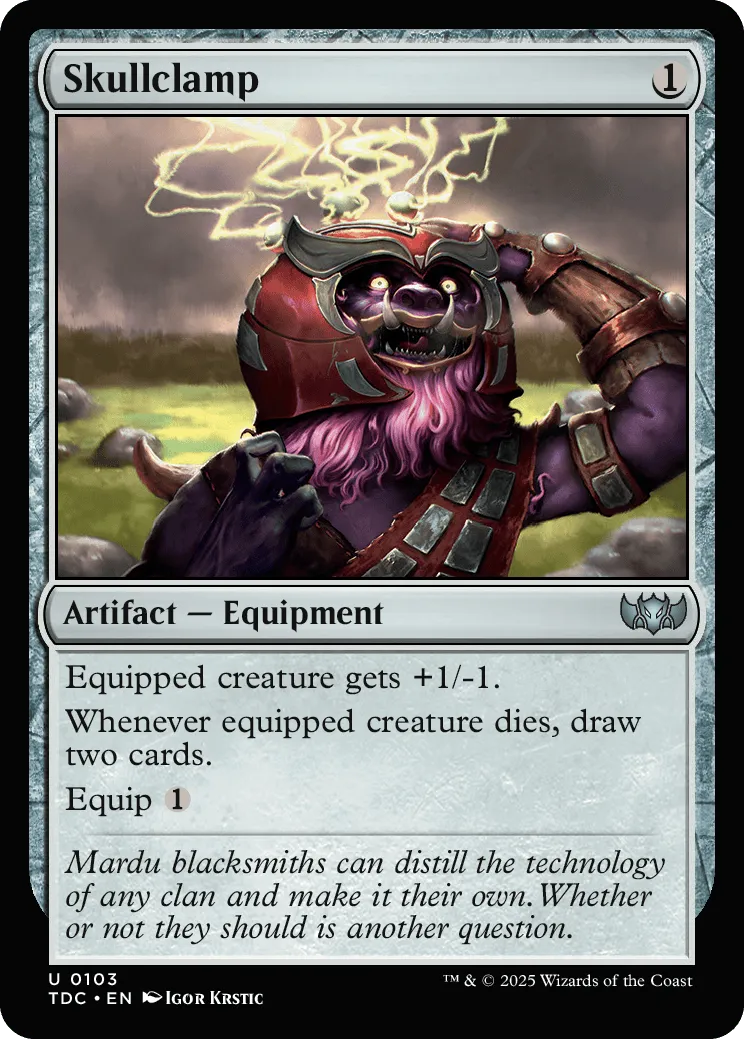 Skullclamp 1
Artifact — Equipment
Equipped creature gets +1/-1.
Whenever equipped creature dies, draw
two cards.
Equip 1
Mardu blacksmiths can distill the technology
of any clan and make it their own. Whether
or not they should is another question.
U 0103
TDC • EN Igor Krstic
™ & © 2025 Wizards of the Coast